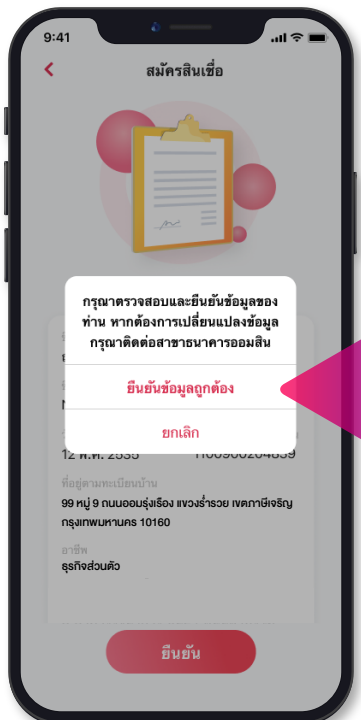 9:41
สมัครสินเชื่อ
กรุณาตรวจสอบและยืนยันข้อมูลของ
ท่าน หากต้องการเปลี่ยนแปลงข้อมูล
กรุณาติดต่อสาขาธนาคารออมสิน
ยืนยันข้อมูลถูกต้อง
ยกเลิก
12 พ.ค. 2535 1100900204859
ที่อยู่ตามทะเบียนบ้าน
99 หมู่ 9 ถนนออมรุ่งเรือง แขวงร่ำรวย เขตภาษีเจริญ
กรุงเทพมหานคร 10160
อาชีพ
ธุรกิจส่วนตัว
ยืนยัน